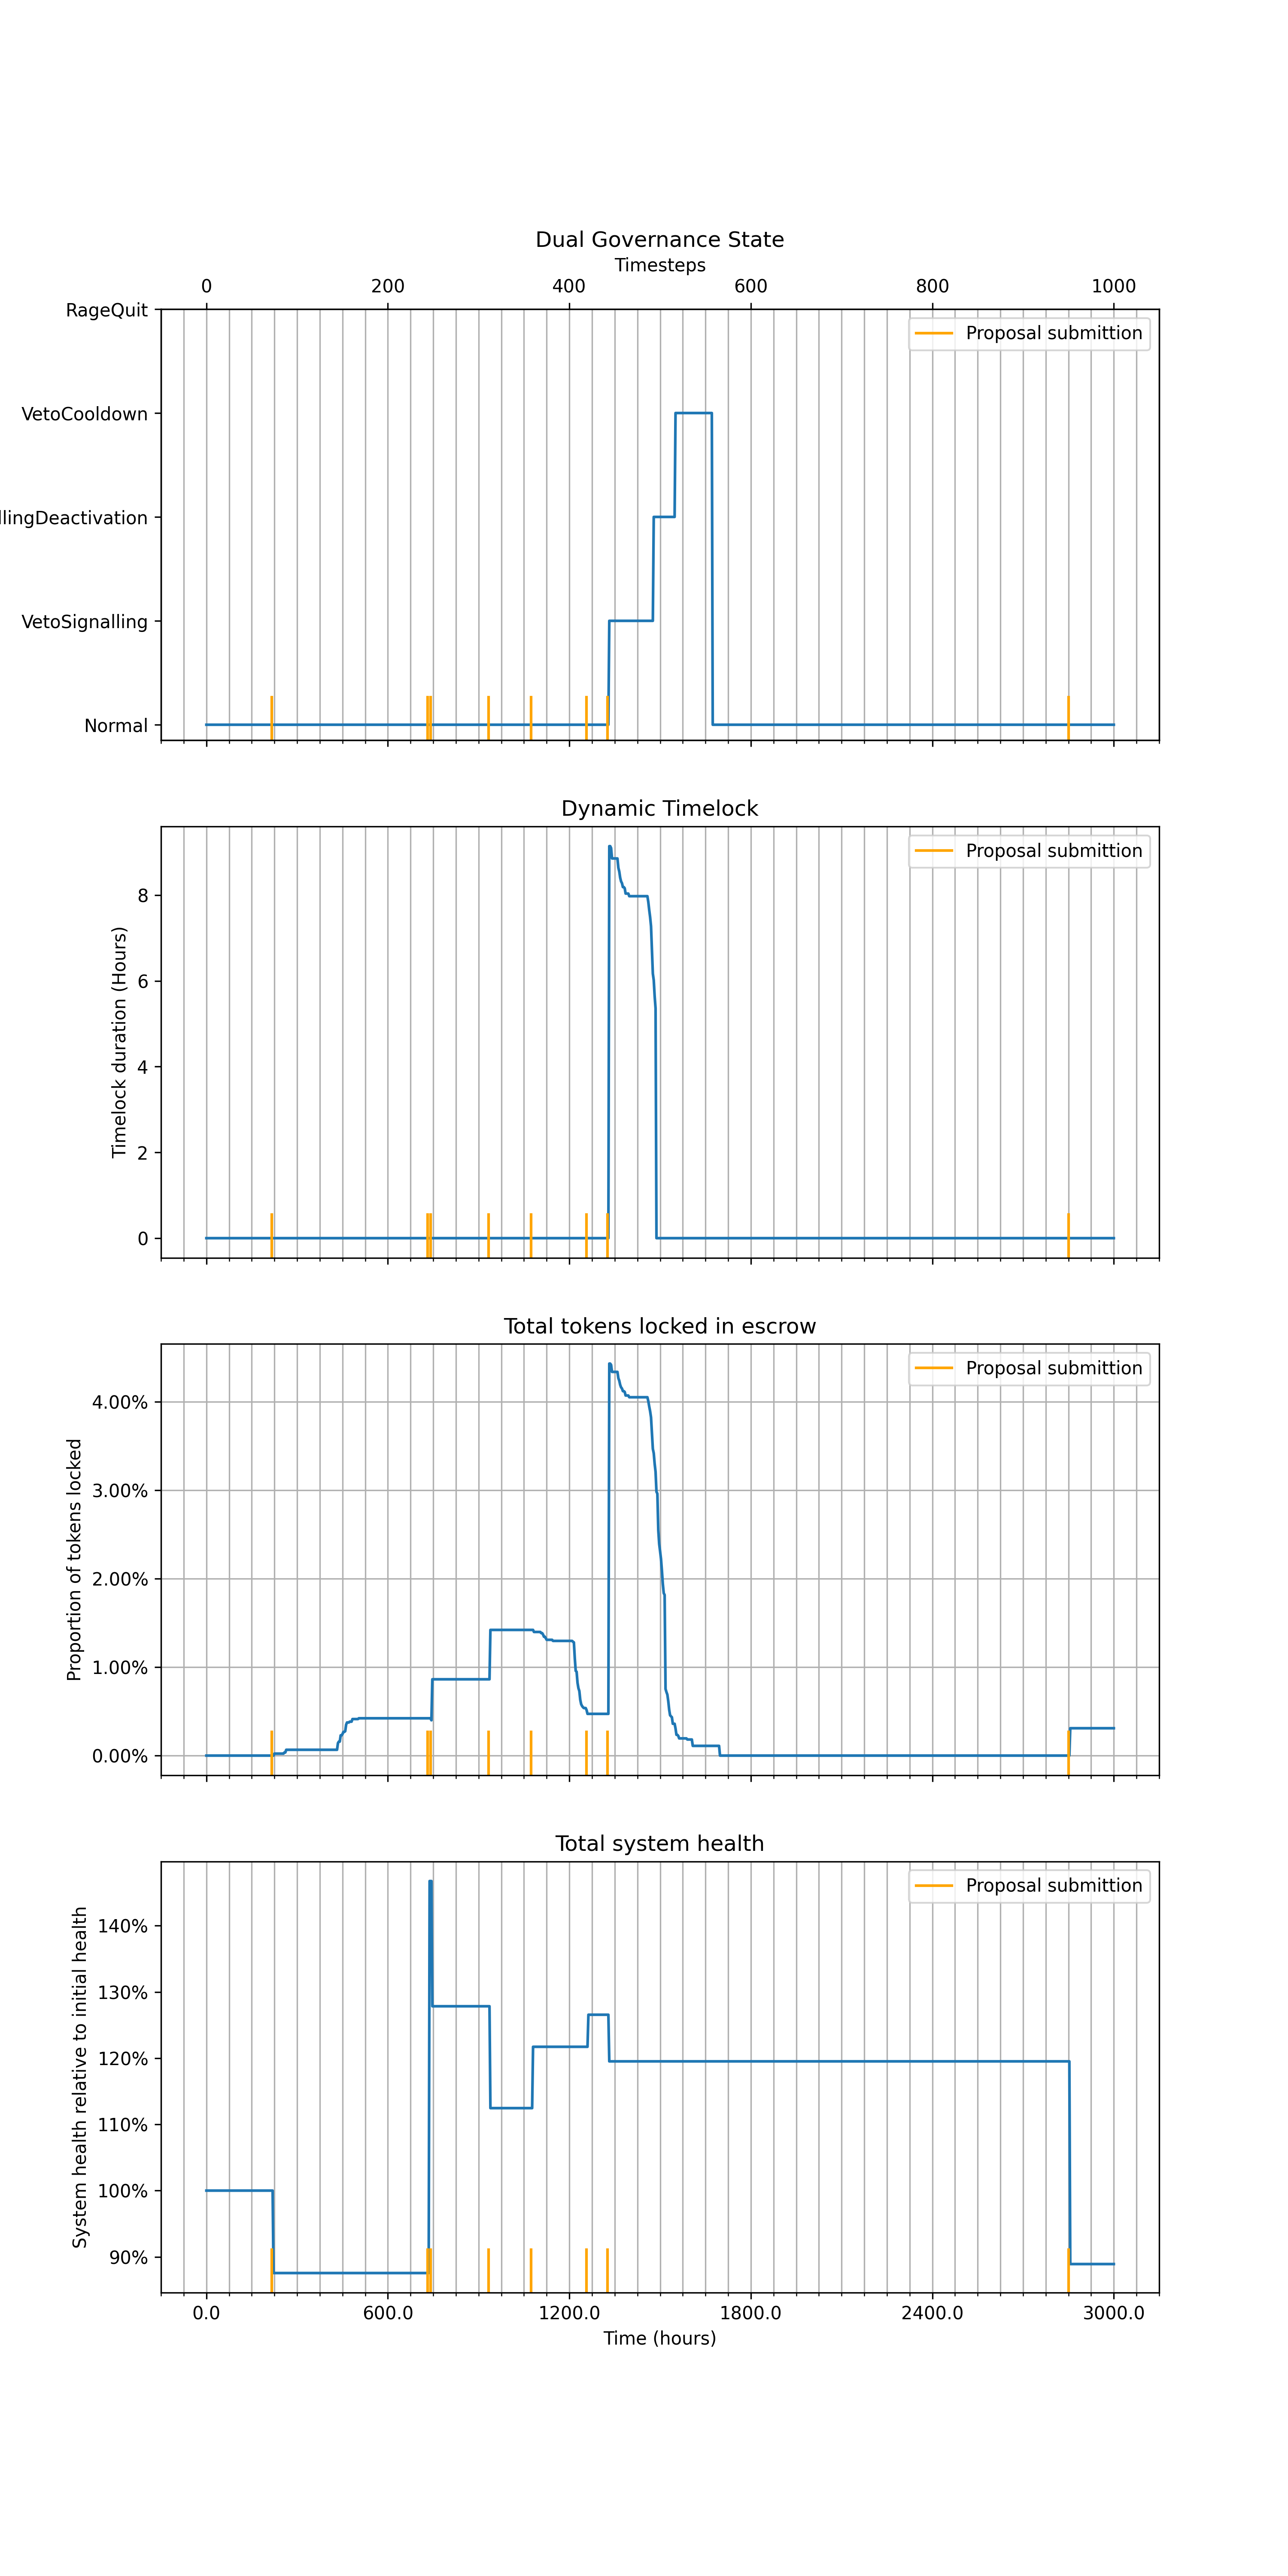 Dual Governance State
Timesteps
0 200 400 600 800 1000
RageQuit
Proposal submittion
VetoCooldown
llingDeactivation
VetoSignalling
Normal
Dynamic Timelock
Proposal submittion
Timelock duration (Hours)
8
6
4
2
0
Total tokens locked in escrow
Proposal submittion
Proportion of tokens locked
4.00%
3.00%
2.00%
1.00%
0.00%
Total system health
Proposal submittion
System health relative to initial health
140%
130%
120%
110%
100%
90%
0.0 600.0 1200.0 1800.0 2400.0 3000.0
Time (hours)